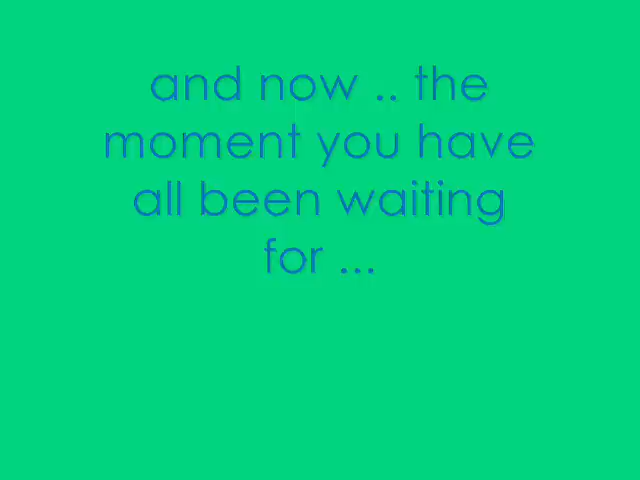 and now .. the
moment you have
all been waiting
for ...